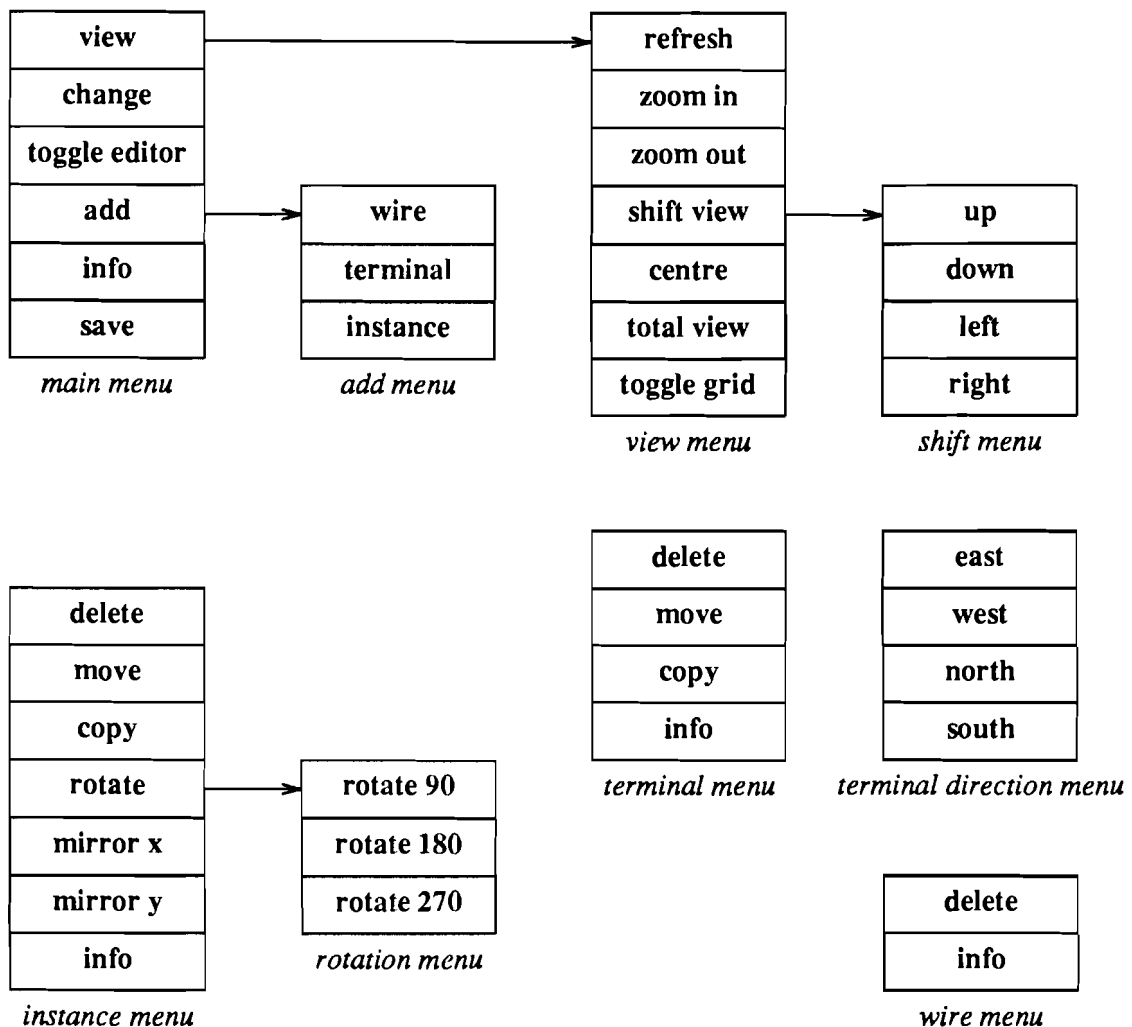 view
change
toggle editor
add
info
save
main menu
wire
terminal
instance
add menu
refresh
zoom in
zoom out
shift view
centre
total view
toggle grid
view menu
up
down
left
right
shift menu
delete
move
copy
rotate
mirror x
mirror y
info
instance menu
rotate 90
rotate 180
rotate 270
rotation menu
delete
move
copy
info
terminal menu
east
west
north
south
terminal direction menu
delete
info
wire menu